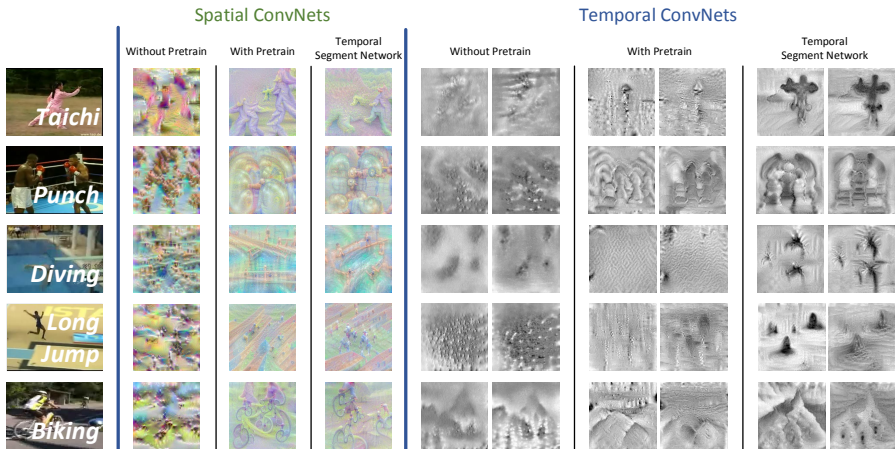 Spatial ConvNets
Temporal ConvNets
Without Pretrain
With Pretrain
Temporal
Segment Network
Without Pretrain
With Pretrain
Temporal
Segment Network
Taichi
Punch
Diving
Long
Jump
Biking